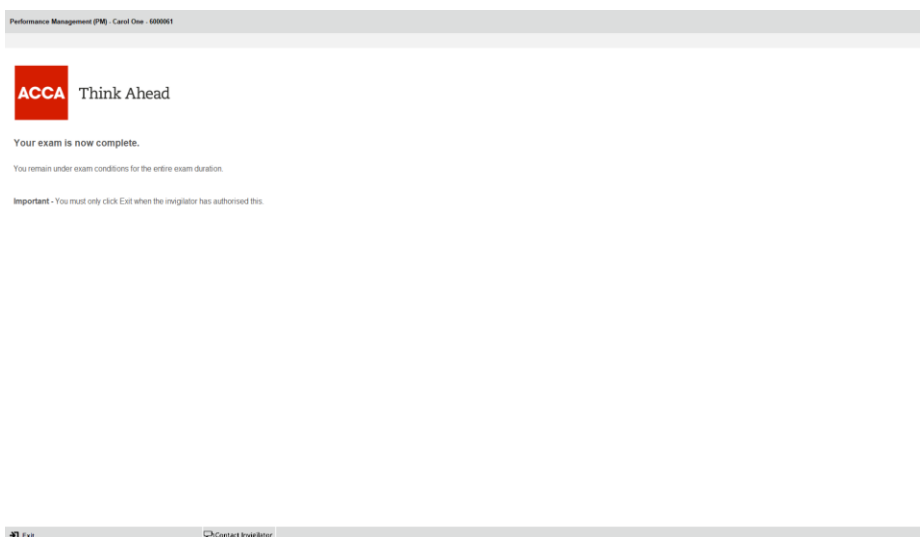 Performance Management (PM) - Carol One - 6000061
ACCA Think Ahead
Your exam is now complete.
You remain under exam conditions for the entire exam duration.
Important - You must only click Exit when the invigilator has authorised this.
Exit Contact Invigilator